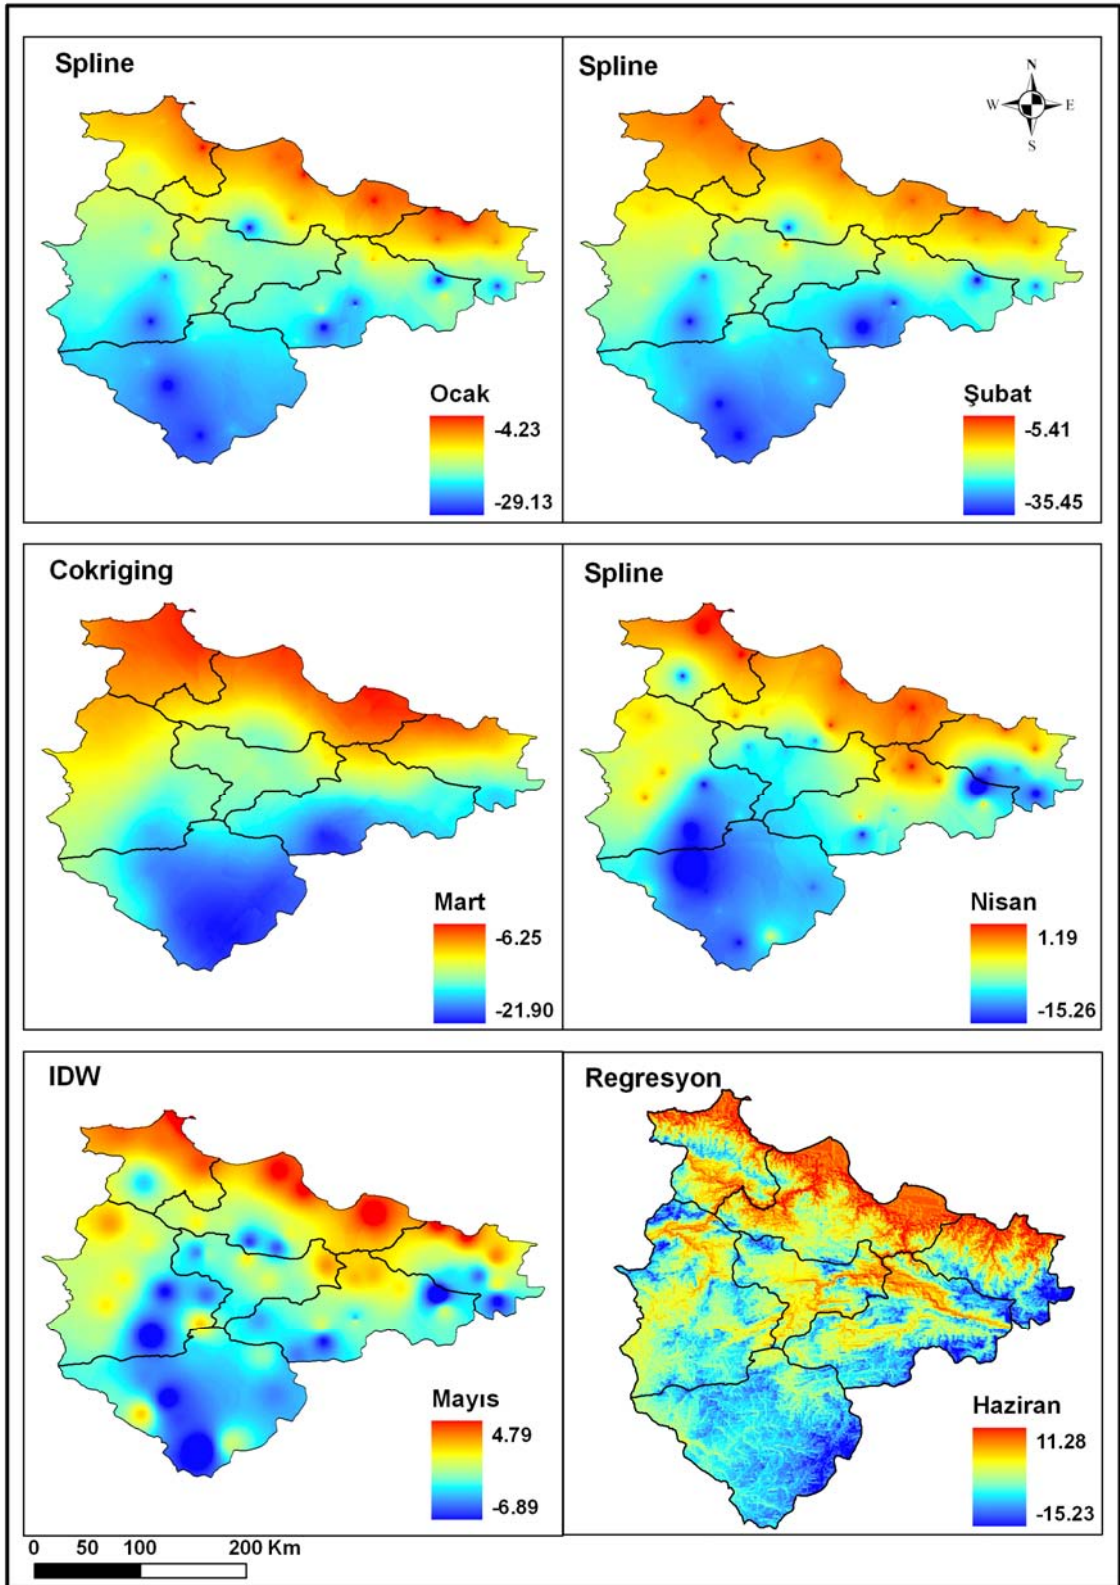 Spline
Spline
N
W E
S
Ocak
-4.23
-29.13
Şubat
-5.41
-35.45
Cokriging
Spline
Mart
-6.25
-21.90
Nisan
1.19
-15.26
IDW
Regresyon
Mayıs
4.79
-6.89
Haziran
11.28
-15.23
0 50 100 200 Km